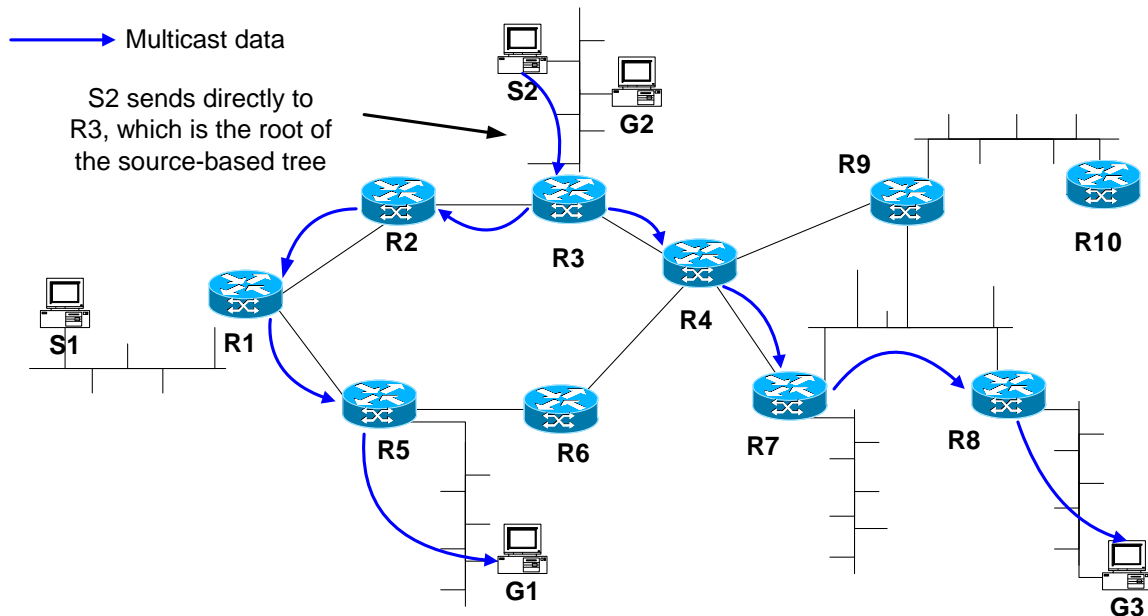 Multicast data
S2 sends directly to
R3, which is the root of
the source-based tree
S2
G2
R9
R2
R3
R10
S1
R1
R4
R5
R6
R7
R8
G1
G3